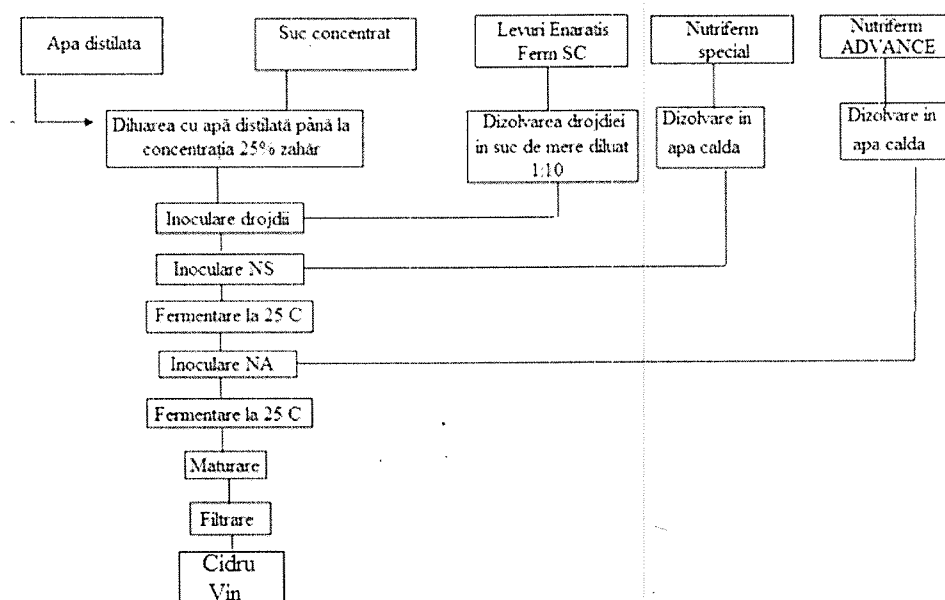 Apa distilata
Suc concentrat
Levuri Enaratis
Ferm SC
Nutriferm
special
Nutriferm
ADVANCE
Diluarea cu apă distilată până la
concentrația 25% zahăr
Dizolvarea drojdiei
in suc de mere diluat
1:10
Dizolvare in
apa calda
Dizolvare in
apa calda
Inoculare drojdii
Inoculare NS
Fermentare la 25 C
Inoculare NA
Fermentare la 25 C
Maturare
Filtrare
Cidru
Vin